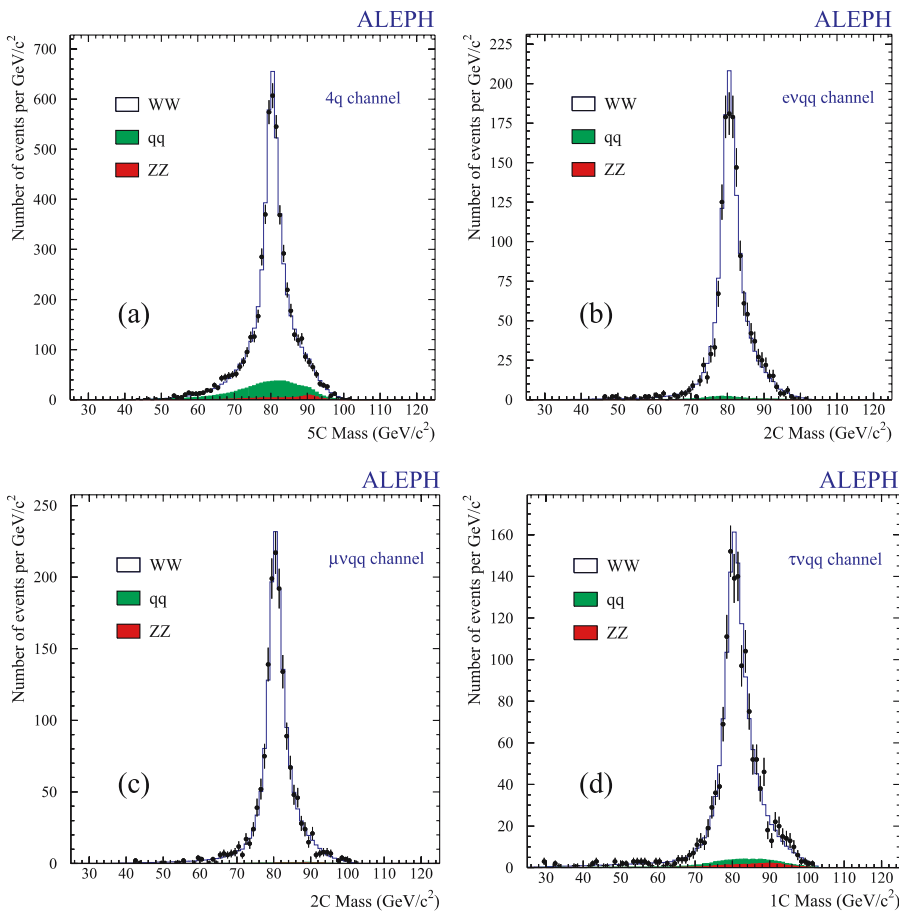 ALEPH
Number of events per GeV/c²
700
600
500
400
300
200
100
0
WW
qq
ZZ
4q channel
(a)
30 40 50 60 70 80 90 100 110 120
5C Mass (GeV/c²)
ALEPH
Number of events per GeV/c²
225
200
175
150
125
100
75
50
25
0
WW
qq
ZZ
eνqq channel
(b)
30 40 50 60 70 80 90 100 110 120
2C Mass (GeV/c²)
ALEPH
Number of events per GeV/c²
250
200
150
100
50
0
WW
qq
ZZ
μνqq channel
(c)
30 40 50 60 70 80 90 100 110 120
2C Mass (GeV/c²)
ALEPH
Number of events per GeV/c²
160
140
120
100
80
60
40
20
0
WW
qq
ZZ
τνqq channel
(d)
30 40 50 60 70 80 90 100 110 120
1C Mass (GeV/c²)